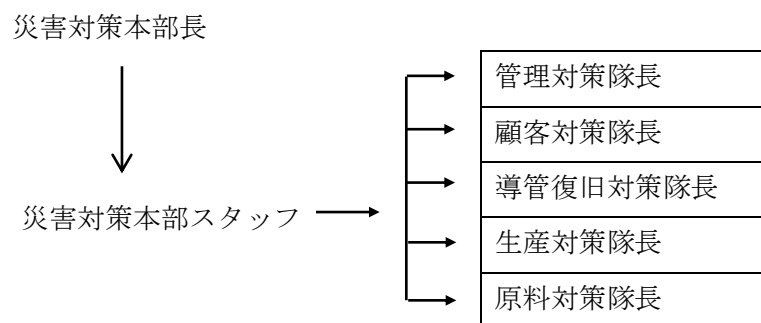 災害対策本部長
管理対策隊長
顧客対策隊長
導管復旧対策隊長
災害対策本部スタッフ
生産対策隊長
原料対策隊長